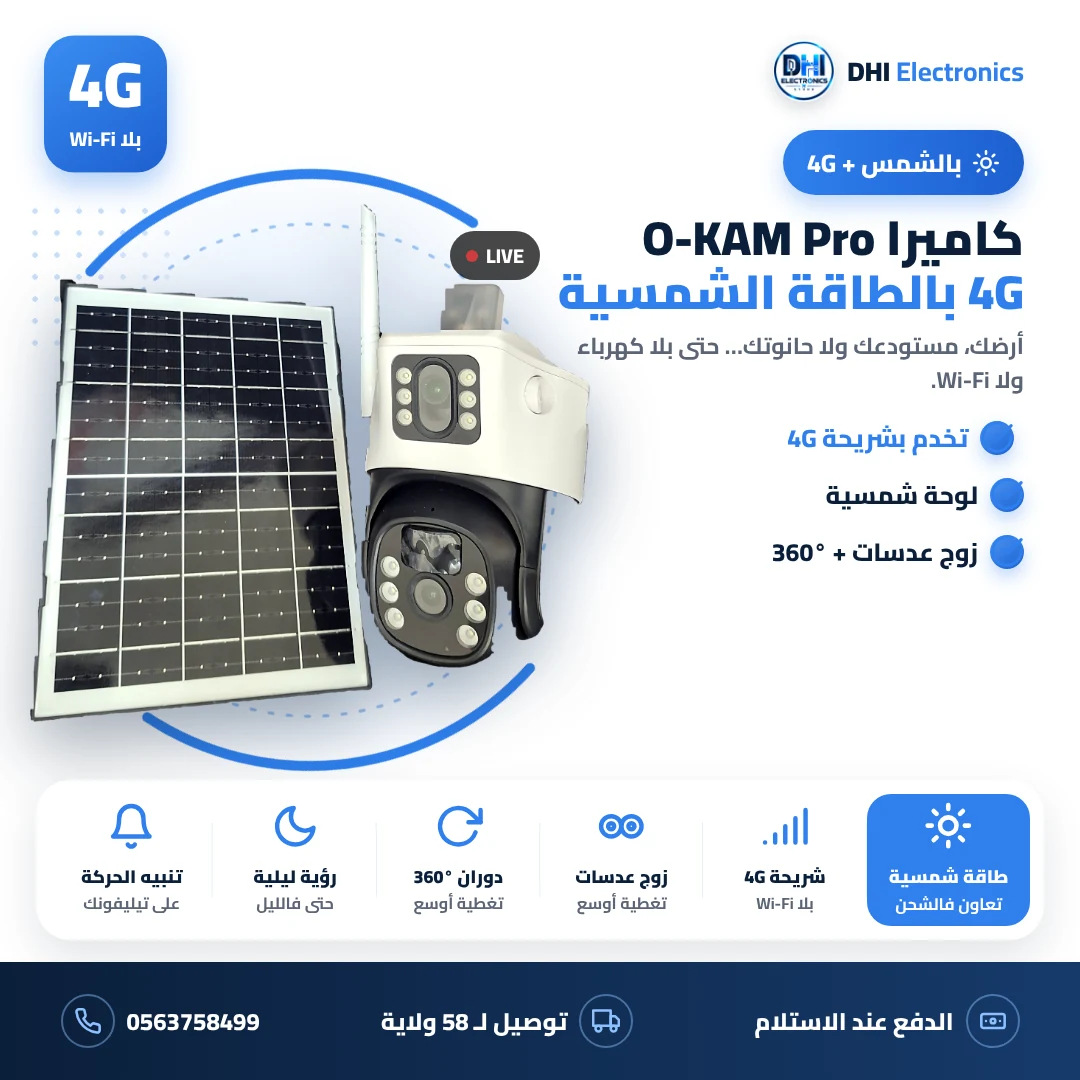 4G
بلا Wi-Fi
DHI
ELECTRONICS
DHI Electronics
بالشمس + 4G
كاميرا O-KAM Pro
4G بالطاقة الشمسية
أرضك، مستودعك ولا حانوتك... حتى بلا كهرباء
ولا Wi-Fi.
LIVE
تخدم بشريحة 4G
لوحة شمسية
زوج عدسات + 360°
طاقة شمسية
تعاون فالشحن
شريحة 4G
بلا Wi-Fi
زوج عدسات
تغطية أوسع
دوران 360°
تغطية أوسع
رؤية ليلية
حتى فالليل
تنبيه الحركة
على تيليفونك
الدفع عند الاستلام
توصيل لـ 58 ولاية
0563758499